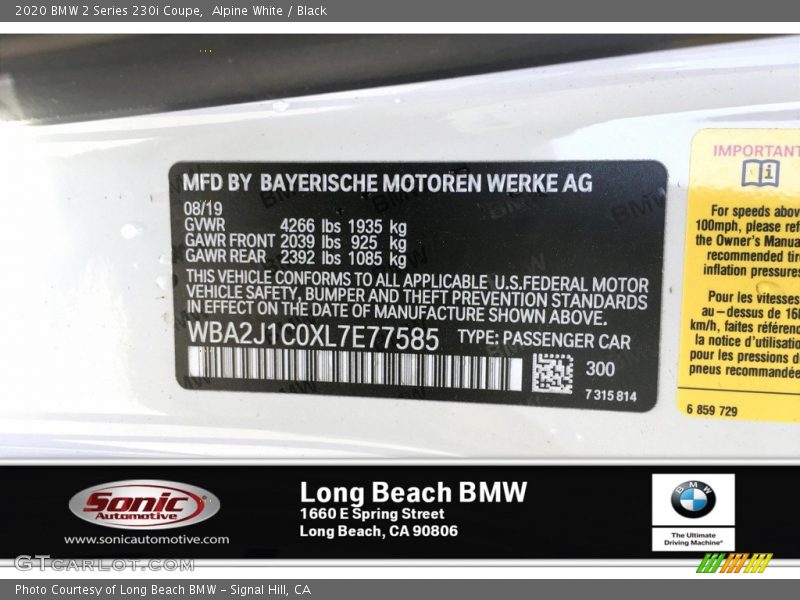 2020 BMW 2 Series 230i Coupe,  Alpine White / Black
MFD BY BAYERISCHE MOTOREN WERKE AG
08/19
GVWR 4266 lbs 1935 kg
GAWR FRONT 2039 lbs 925 kg
GAWR REAR 2392 lbs 1085 kg
THIS VEHICLE CONFORMS TO ALL APPLICABLE U.S.FEDERAL MOTOR
VEHICLE SAFETY, BUMPER AND THEFT PREVENTION STANDARDS
IN EFFECT ON THE DATE OF MANUFACTURE SHOWN ABOVE.
WBA2J1C0XL7E77585 TYPE: PASSENGER CAR
300
7 315 814
IMPORTANT
For speeds abov
100mph, please ref
the Owner's Manua
recommended tir
inflation pressures
Pour les vitesses
au-dessus de 16
km/h, faites référenc
la notice d'utilisatio
pour les pressions d
pneus recommandée
6 859 729
Sonic
Automotive
www.sonicautomotive.com
Long Beach BMW
1660 E Spring Street
Long Beach, CA 90806
BMW
The Ultimate
Driving Machine®
GTcarlot.com
Photo Courtesy of Long Beach BMW - Signal Hill, CA